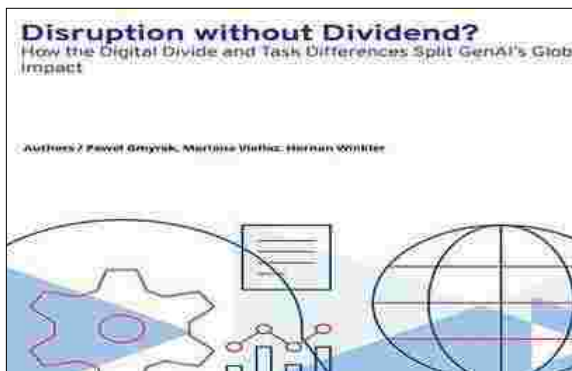 Disruption without Dividend?
How the Digital Divide and Task Differences Split GenAI's Glob
Impact
Authors / Pawel Gmyrek, Mariana Viollaz, Hernan Winkler